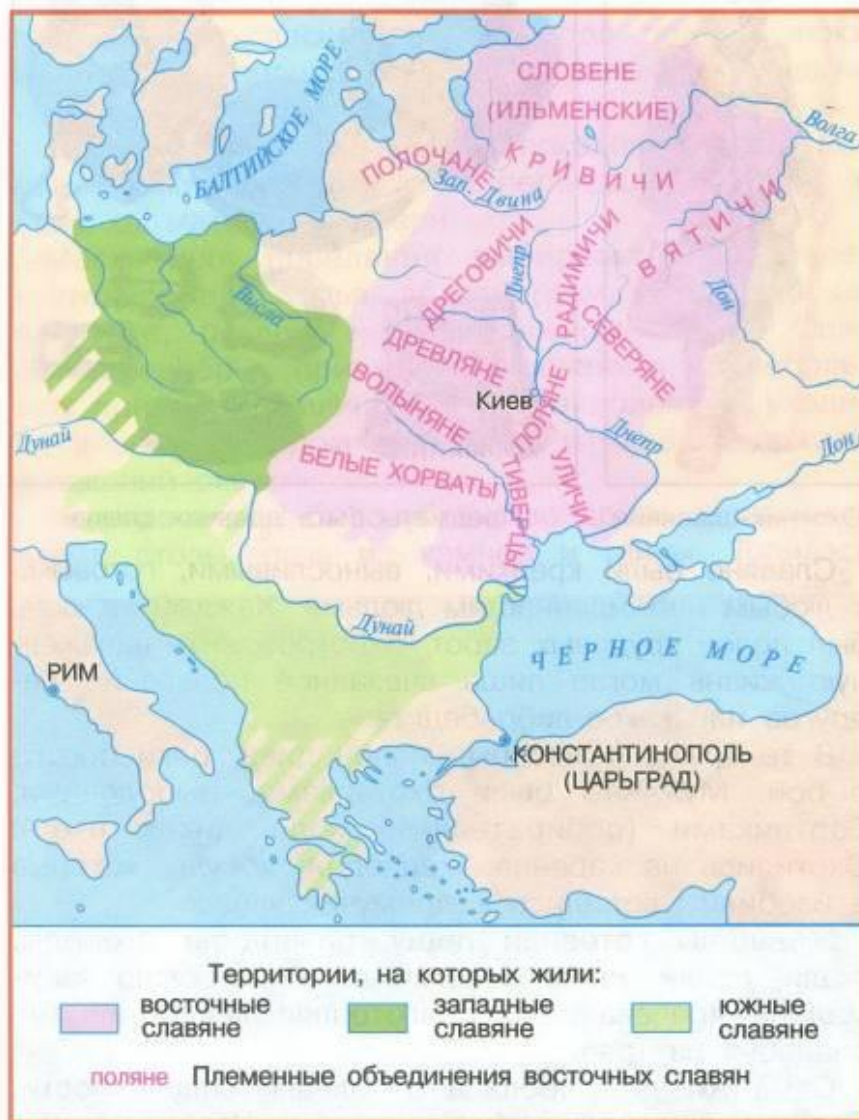 БАЛТИЙСКОЕ МОРЕ
СЛОВЕНЕ
(ИЛЬМЕНСКИЕ)
Волга
ПОЛОЧАНЕ
КРИВИЧИ
Зап. Двина
ВЯТИЧИ
ДРЕГОВИЧИ
Днепр
РАДИМИЧИ
Дон
Висла
СЕВЕРЯНЕ
ДРЕВЛЯНЕ
Киев
ПОЛЯНЕ
ВОЛЫНЯНЕ
Днепр
Дунай
Дон
БЕЛЫЕ ХОРВАТЫ
ТИВЕРЦЫ
УЛИЧИ
Дунай
ЧЕРНОЕ МОРЕ
РИМ
КОНСТАНТИНОПОЛЬ
(ЦАРЬГРАД)
Территории, на которых жили:
восточные
славяне
западные
славяне
южные
славяне
поляне Племенные объединения восточных славян